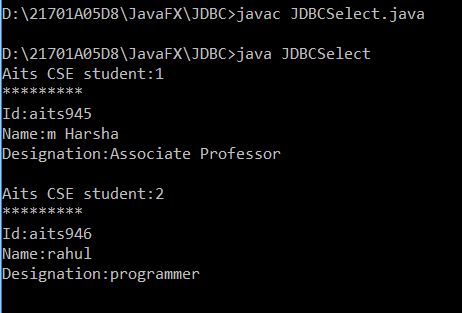 D:\21701A05D8\JavaFX\JDBC>javac JDBCSelect.java
D:\21701A05D8\JavaFX\JDBC>java JDBCSelect
Aits CSE student:1
*********
Id:aits945
Name:m Harsha
Designation:Associate Professor
Aits CSE student:2
*********
Id:aits946
Name:rahul
Designation:programmer